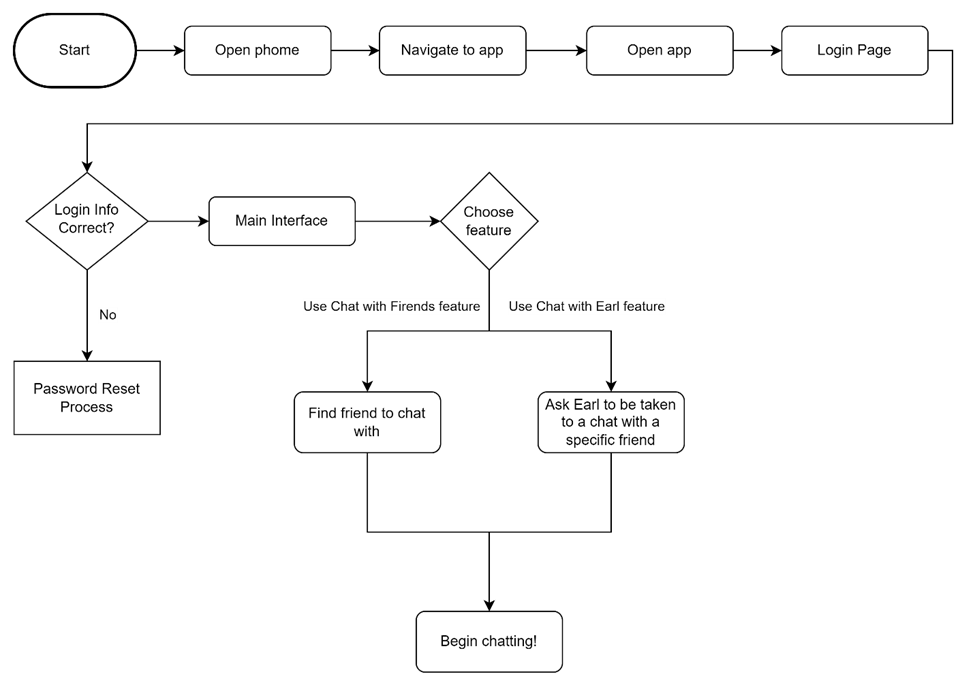 Start
Open phome
Navigate to app
Open app
Login Page
Login Info
Correct?
Main Interface
Choose
feature
No
Use Chat with Firends feature
Use Chat with Earl feature
Password Reset
Process
Find friend to chat
with
Ask Earl to be taken
to a chat with a
specific friend
Begin chatting!